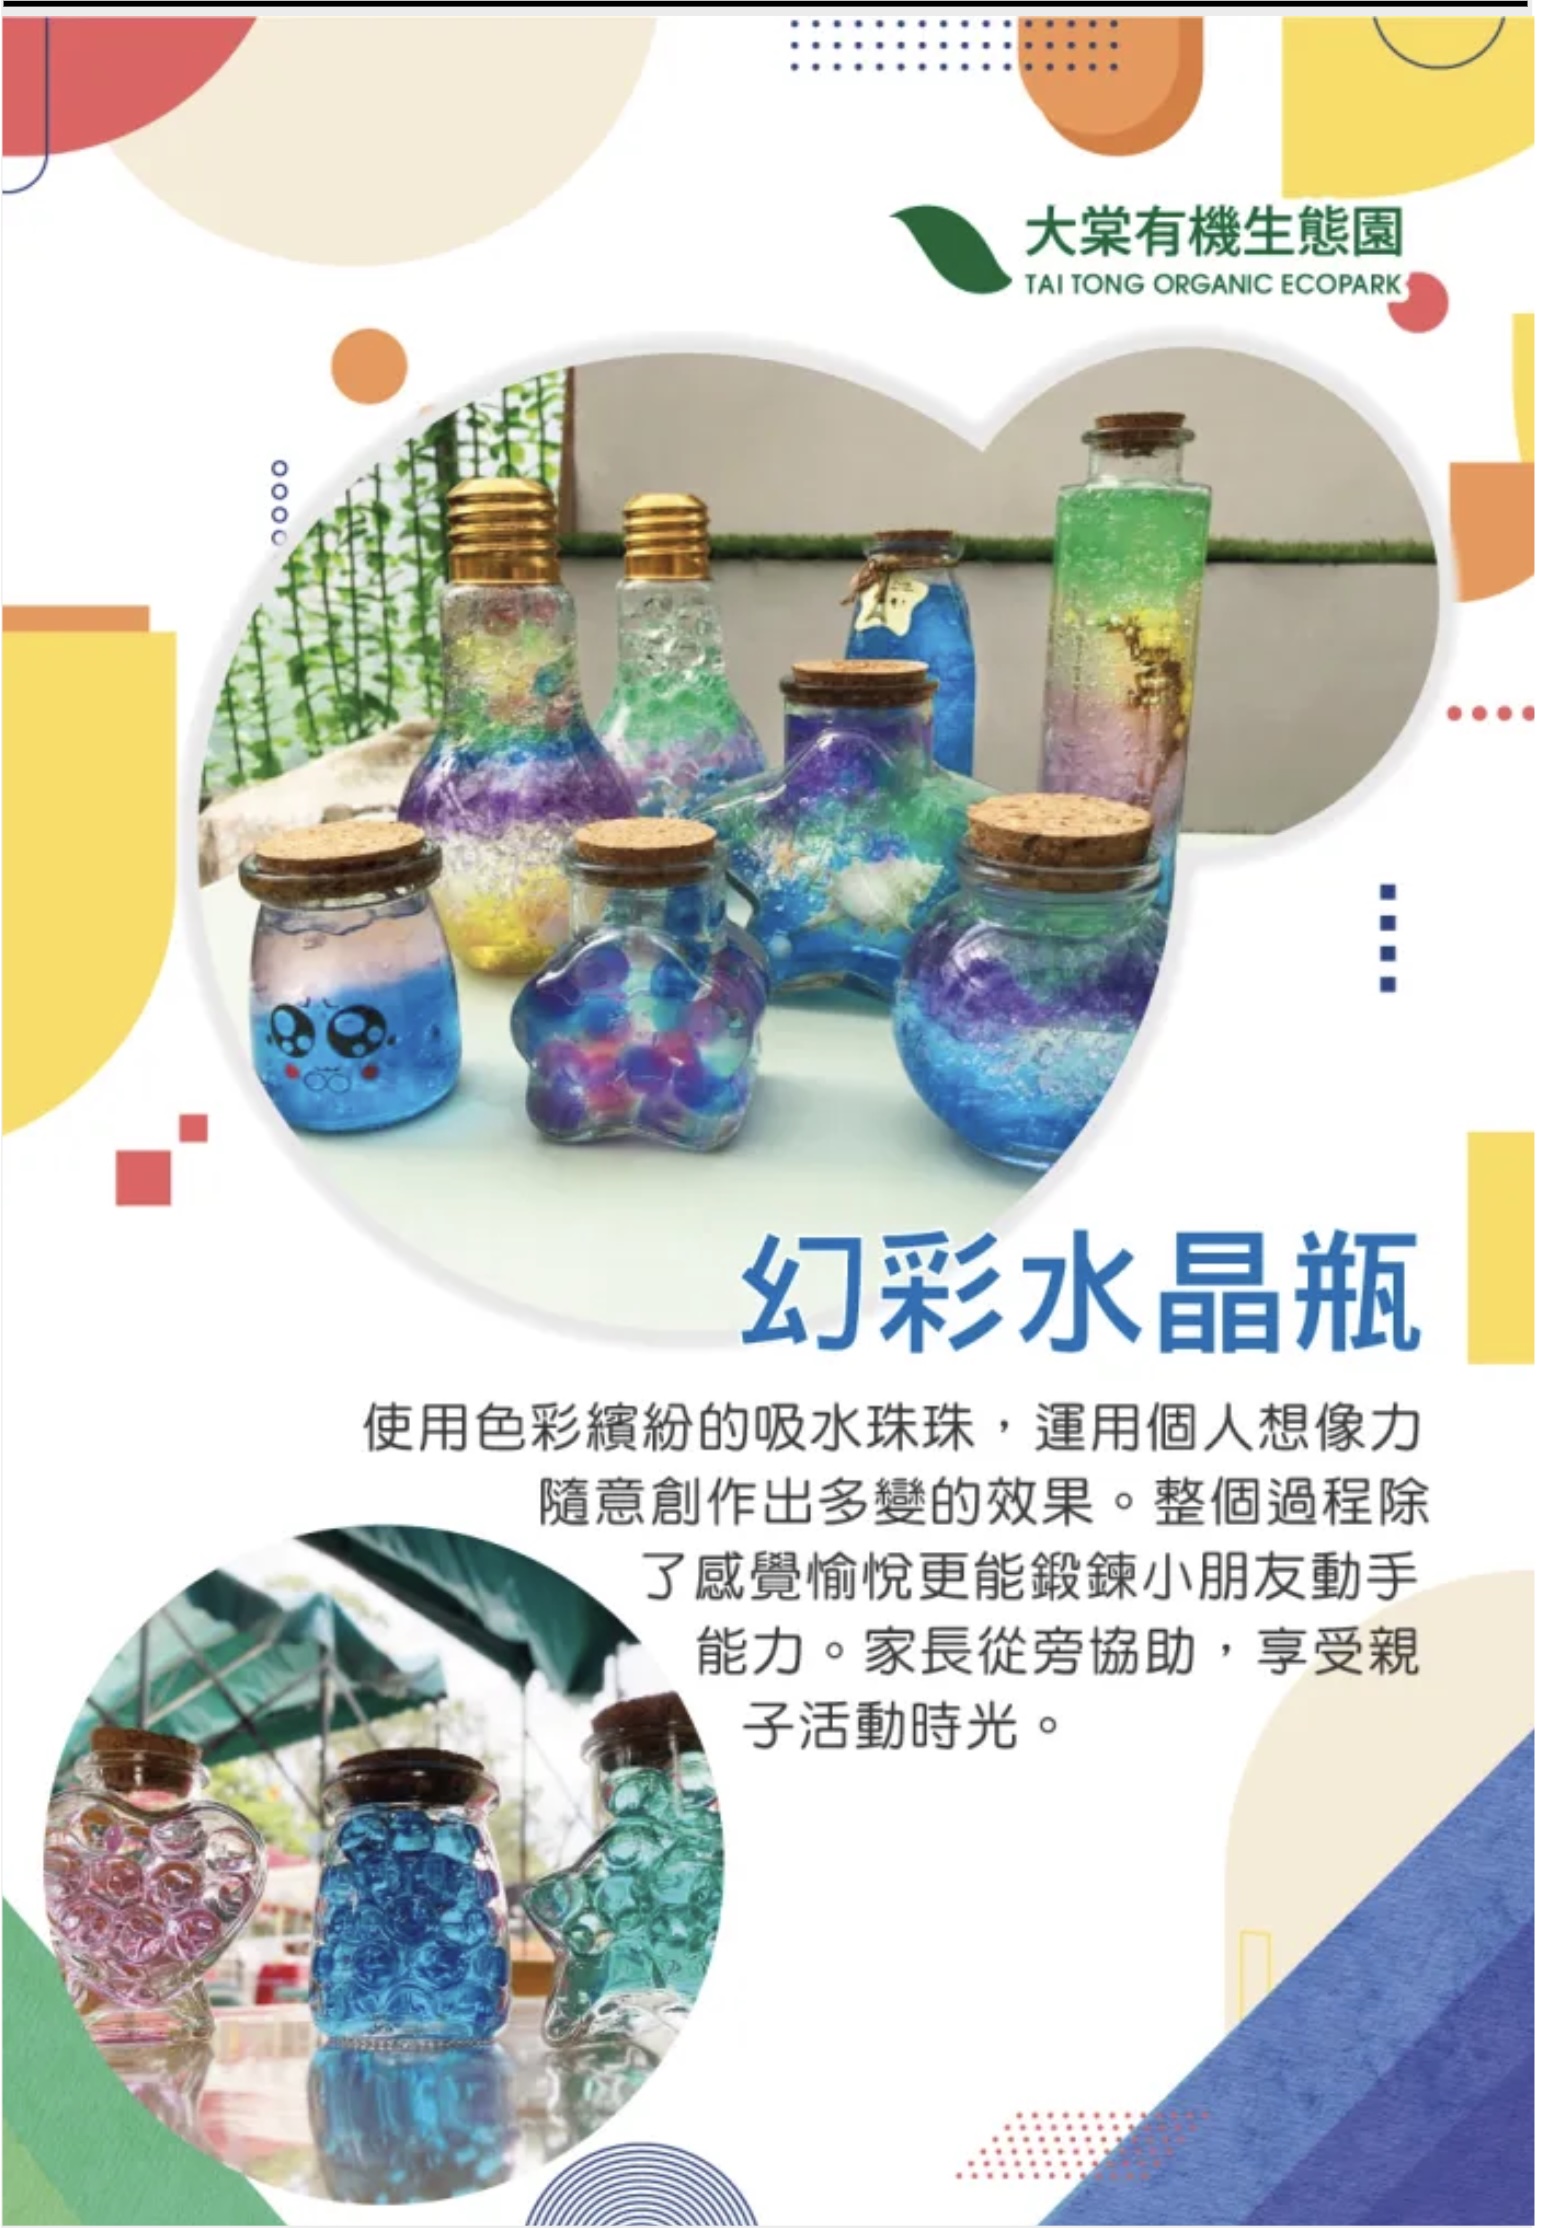 大棠有機生態園
TAI TONG ORGANIC ECOPARK
幻彩水晶瓶
使用色彩繽紛的吸水珠珠，運用個人想像力
隨意創作出多變的效果。整個過程除
了感覺愉悅更能鍛鍊小朋友動手
能力。家長從旁協助，享受親
子活動時光。